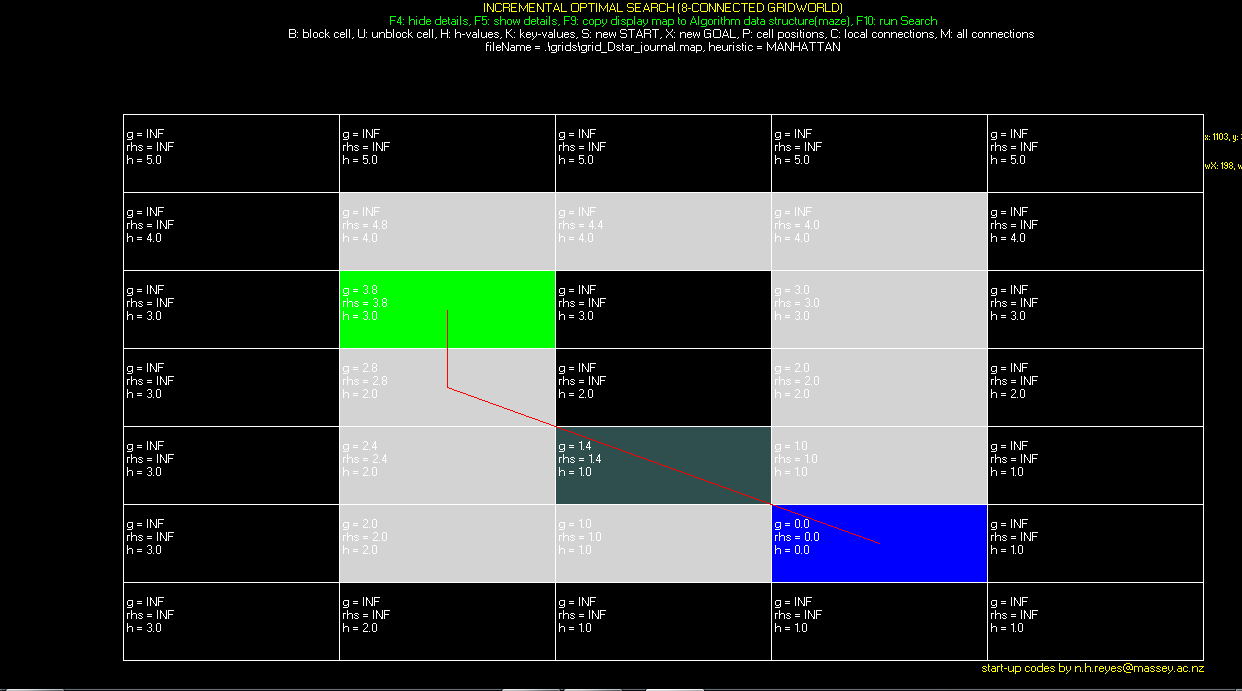 INCREMENTAL OPTIMAL SEARCH (8-CONNECTED GRIDWORLD)
F4: hide details, F5: show details, F9: copy display map to Algorithm data structure(maze), F10: run Search
B: block cell, U: unblock cell, H: h-values, K: key-values, S: new START, X: new GOAL, P: cell positions, C: local connections, M: all connections
fileName = .\grids\grid_Dstar_journal.map, heuristic = MANHATTAN
g = INF g = INF g = INF g = INF g = INF x: 1103, y:
rhs = INF rhs = INF rhs = INF rhs = INF rhs = INF
h = 5.0 h = 5.0 h = 5.0 h = 5.0 h = 5.0 wX: 198, w
g = INF g = INF g = INF g = INF g = INF
rhs = INF rhs = 4.8 rhs = 4.4 rhs = 4.0 rhs = INF
h = 4.0 h = 4.0 h = 4.0 h = 4.0 h = 4.0
g = INF g = 3.8 g = INF g = 3.0 g = INF
rhs = INF rhs = 3.8 rhs = INF rhs = 3.0 rhs = INF
h = 3.0 h = 3.0 h = 3.0 h = 3.0 h = 3.0
g = INF g = 2.8 g = INF g = 2.0 g = INF
rhs = INF rhs = 2.8 rhs = INF rhs = 2.0 rhs = INF
h = 3.0 h = 2.0 h = 2.0 h = 2.0 h = 2.0
g = INF g = 2.4 g = 1.4 g = 1.0 g = INF
rhs = INF rhs = 2.4 rhs = 1.4 rhs = 1.0 rhs = INF
h = 3.0 h = 2.0 h = 1.0 h = 1.0 h = 1.0
g = INF g = 2.0 g = 1.0 g = 0.0 g = INF
rhs = INF rhs = 2.0 rhs = 1.0 rhs = 0.0 rhs = INF
h = 3.0 h = 2.0 h = 1.0 h = 0.0 h = 1.0
g = INF g = INF g = INF g = INF g = INF
rhs = INF rhs = INF rhs = INF rhs = INF rhs = INF
h = 3.0 h = 2.0 h = 1.0 h = 1.0 h = 1.0
start-up codes by n.h.reyes@massey.ac.nz